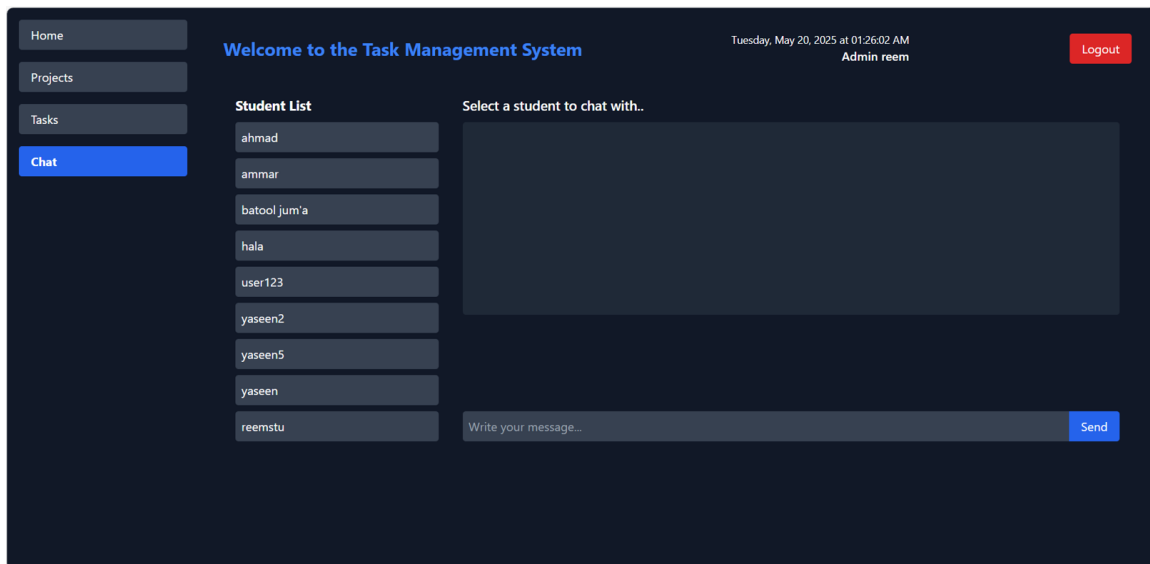 Home
Projects
Tasks
Chat
Welcome to the Task Management System
Tuesday, May 20, 2025 at 01:26:02 AM
Admin reem
Logout
Student List
ahmad
ammar
batool jum'a
hala
user123
yaseen2
yaseen5
yaseen
reemstu
Select a student to chat with..
Write your message...
Send